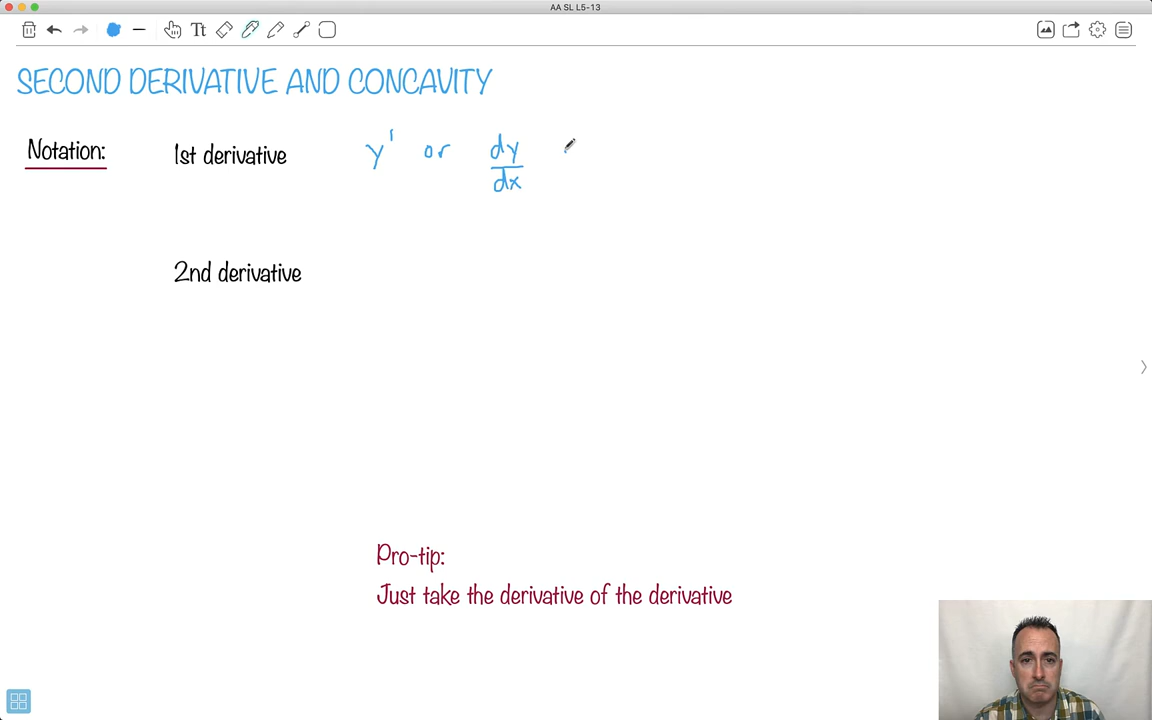 AA SL L5-13
Tt
SECOND DERIVATIVE AND CONCAVITY
Notation: 1st derivative y' or dy/dx
2nd derivative
Pro-tip:
Just take the derivative of the derivative